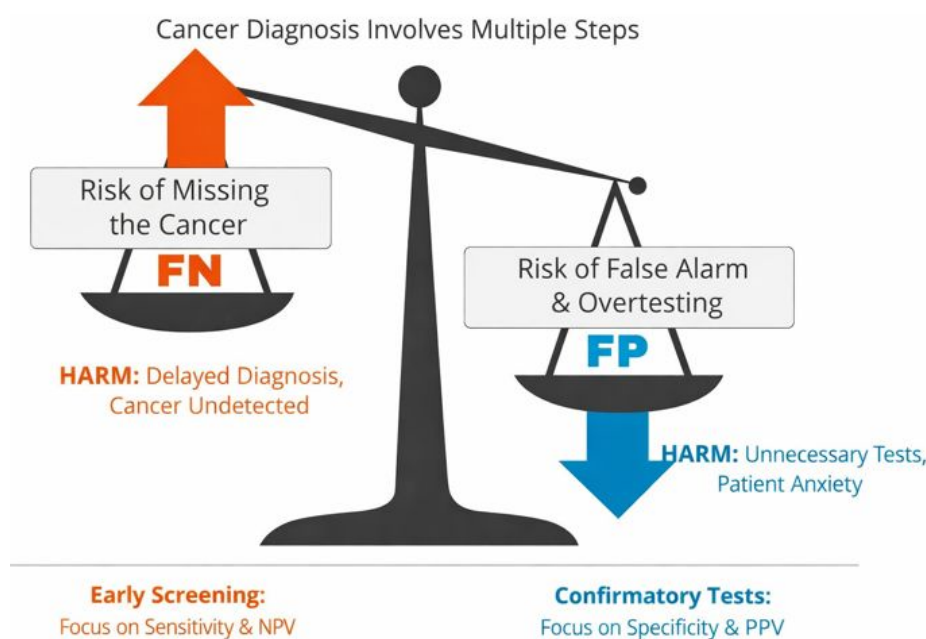 Cancer Diagnosis Involves Multiple Steps
Risk of Missing
the Cancer
FN
HARM: Delayed Diagnosis,
Cancer Undetected
Risk of False Alarm
& Overtesting
FP
HARM: Unnecessary Tests,
Patient Anxiety
Early Screening:
Focus on Sensitivity & NPV
Confirmatory Tests:
Focus on Specificity & PPV